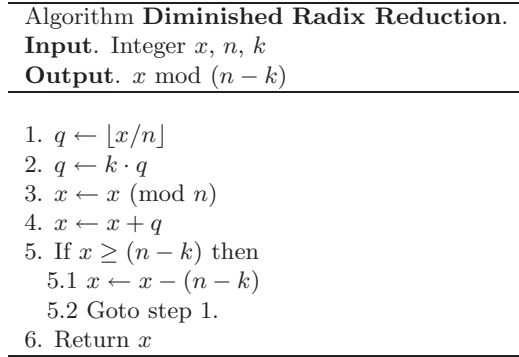 Algorithm Diminished Radix Reduction.
Input. Integer x, n, k
Output. x mod (n − k)
1. q ← ⌊x/n⌋
2. q ← k · q
3. x ← x (mod n)
4. x ← x + q
5. If x ≥ (n − k) then
5.1 x ← x − (n − k)
5.2 Goto step 1.
6. Return x